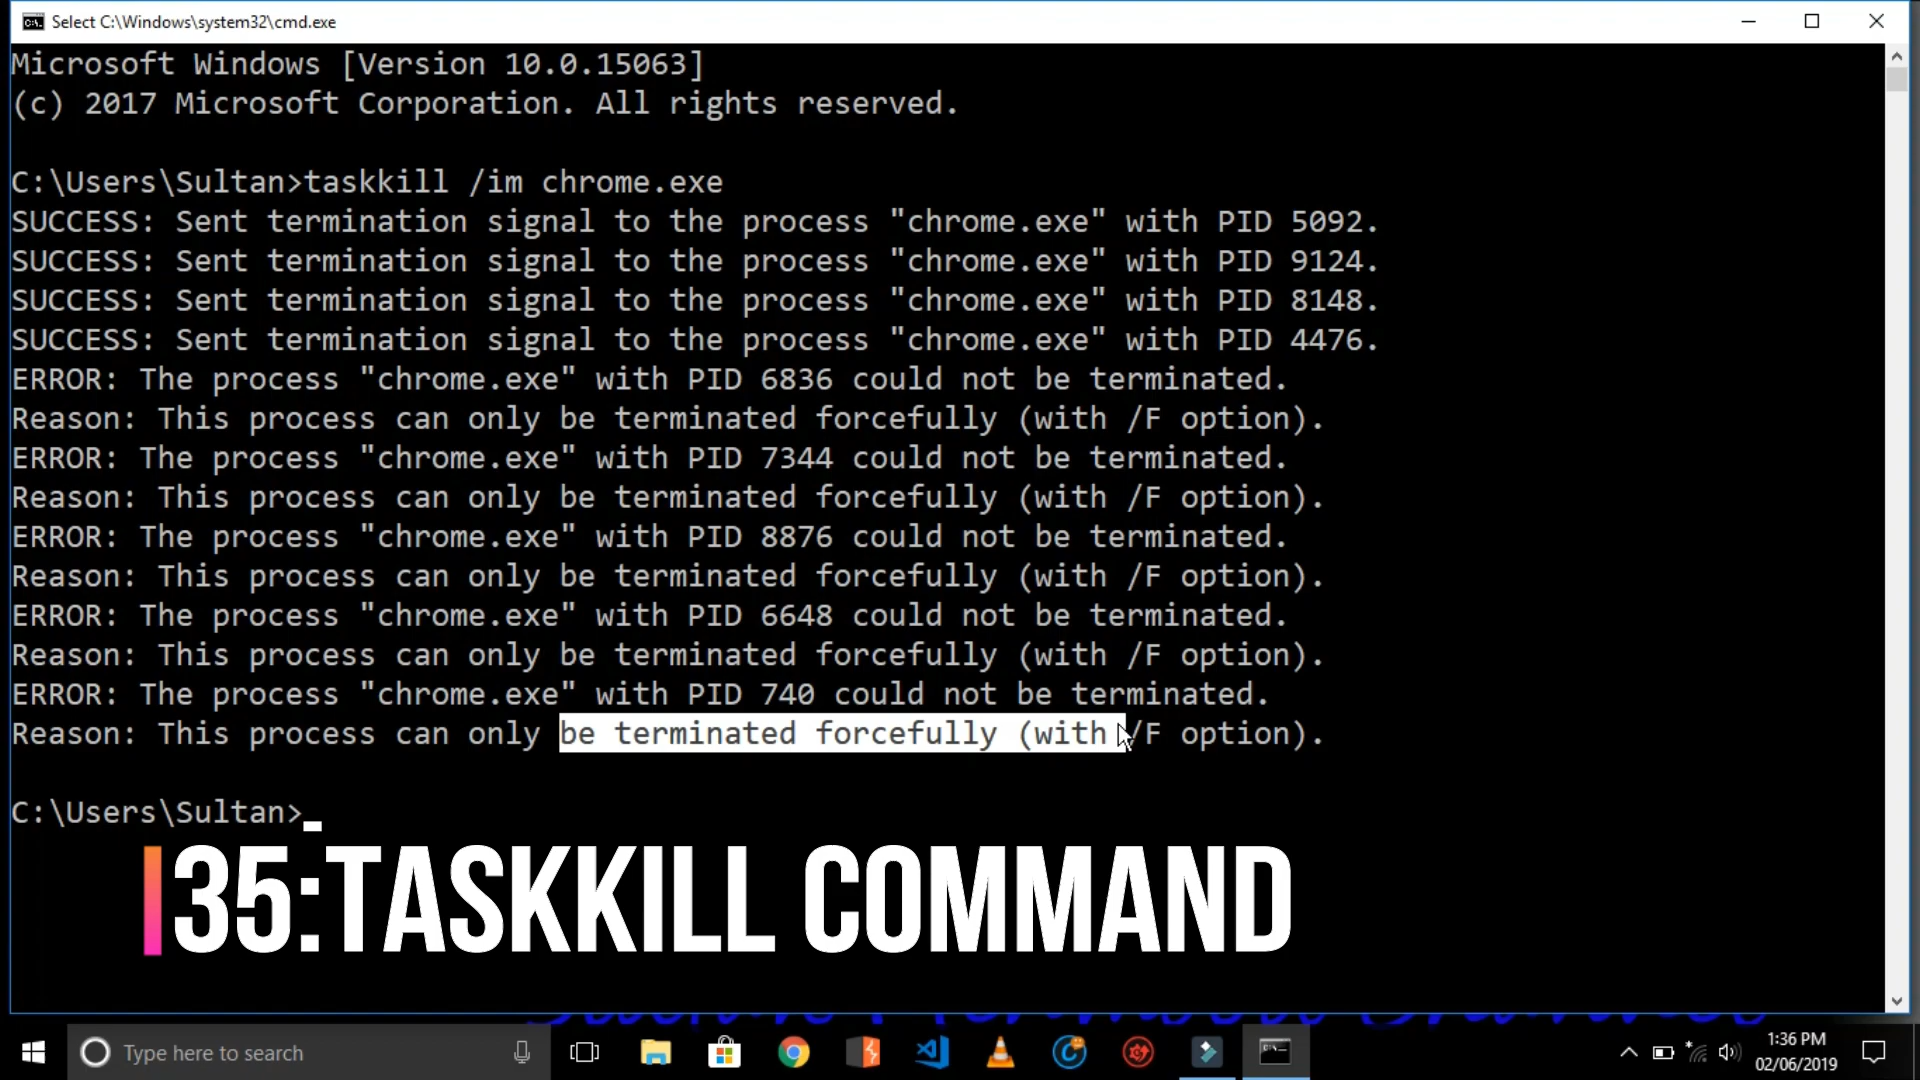 Select C:\Windows\system32\cmd.exe
Microsoft Windows [Version 10.0.15063]
(c) 2017 Microsoft Corporation. All rights reserved.
C:\Users\Sultan>taskkill /im chrome.exe
SUCCESS: Sent termination signal to the process "chrome.exe" with PID 5092.
SUCCESS: Sent termination signal to the process "chrome.exe" with PID 9124.
SUCCESS: Sent termination signal to the process "chrome.exe" with PID 8148.
SUCCESS: Sent termination signal to the process "chrome.exe" with PID 4476.
ERROR: The process "chrome.exe" with PID 6836 could not be terminated.
Reason: This process can only be terminated forcefully (with /F option).
ERROR: The process "chrome.exe" with PID 7344 could not be terminated.
Reason: This process can only be terminated forcefully (with /F option).
ERROR: The process "chrome.exe" with PID 8876 could not be terminated.
Reason: This process can only be terminated forcefully (with /F option).
ERROR: The process "chrome.exe" with PID 6648 could not be terminated.
Reason: This process can only be terminated forcefully (with /F option).
ERROR: The process "chrome.exe" with PID 740 could not be terminated.
Reason: This process can only be terminated forcefully (with /F option).
C:\Users\Sultan>
35:TASKKILL COMMAND
Type here to search
1:36 PM
02/06/2019